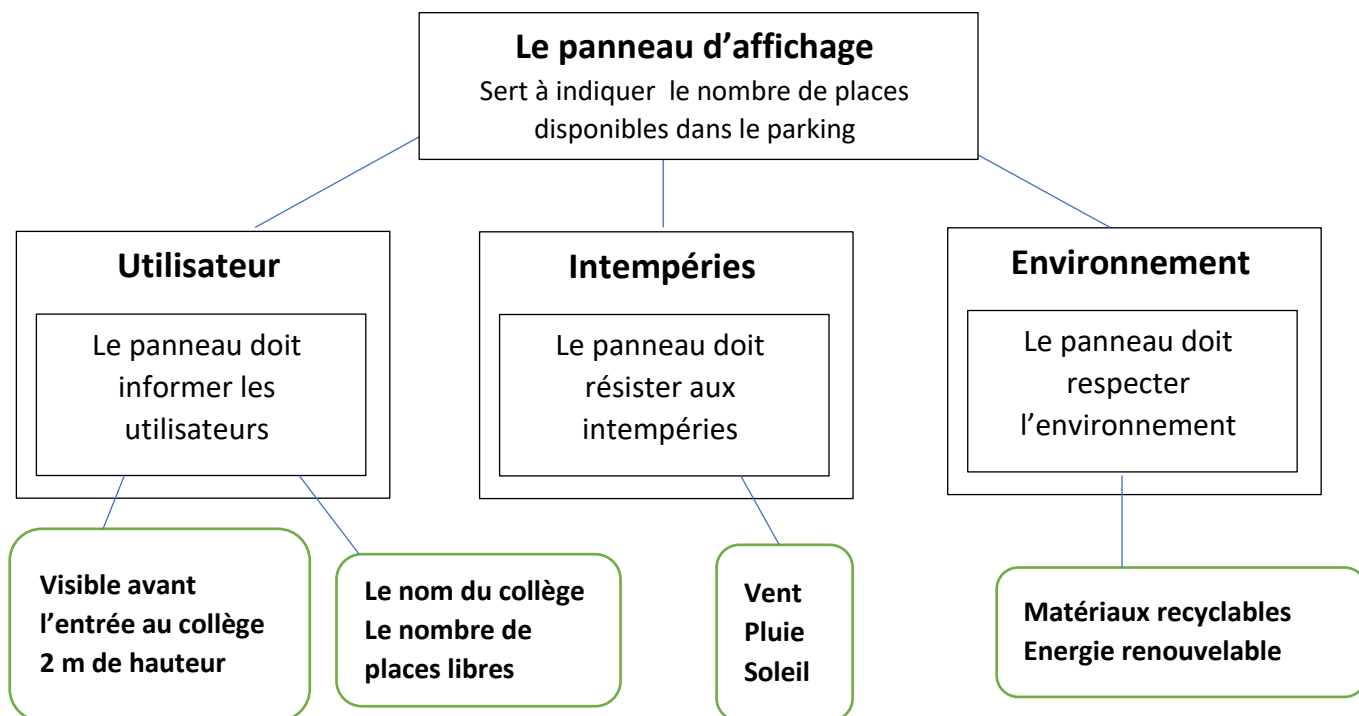 Le panneau d’affichage
Sert à indiquer  le nombre de places
disponibles dans le parking
Utilisateur
Le panneau doit
informer les
utilisateurs
Intempéries
Le panneau doit
résister aux
intempéries
Environnement
Le panneau doit
respecter
l’environnement
Visible avant
l’entrée au collège
2 m de hauteur
Le nom du collège
Le nombre de
places libres
Vent
Pluie
Soleil
Matériaux recyclables
Energie renouvelable